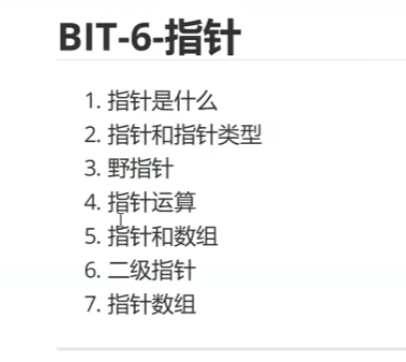 BIT-6-指针
1. 指针是什么
2. 指针和指针类型
3. 野指针
4. 指针运算
5. 指针和数组
6. 二级指针
7. 指针数组